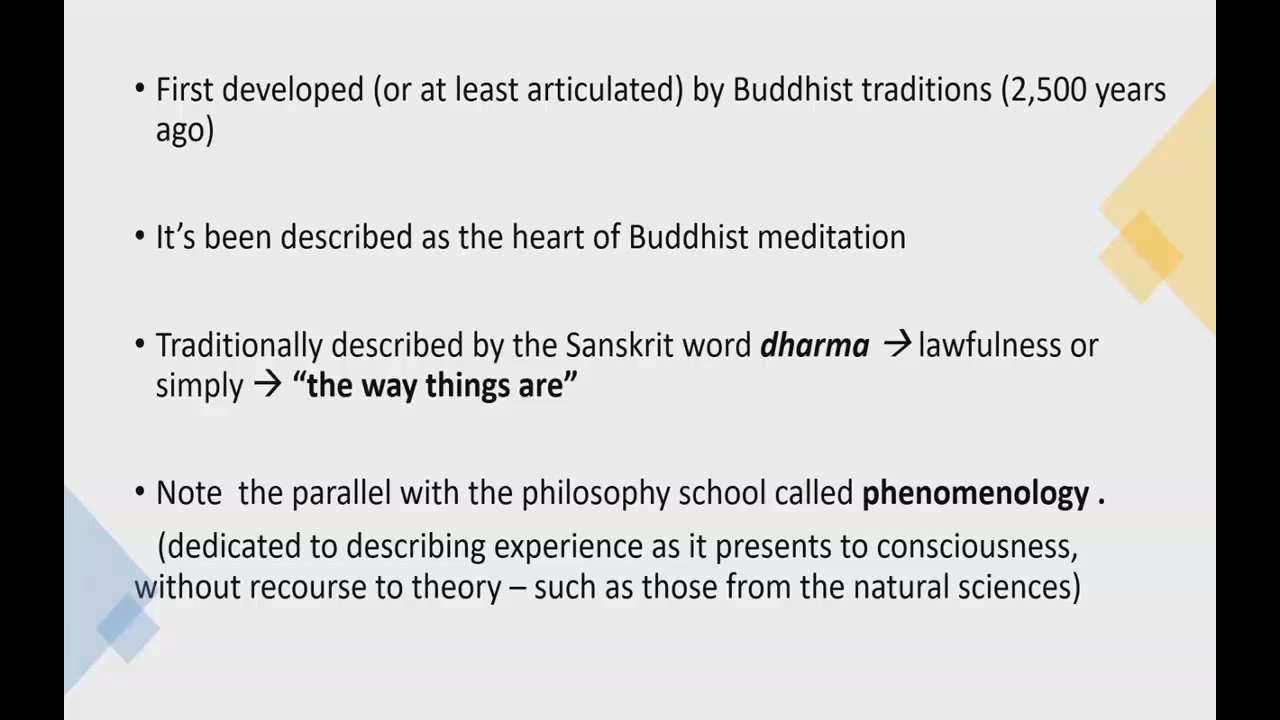 • First developed (or at least articulated) by Buddhist traditions (2,500 years
ago)
• It’s been described as the heart of Buddhist meditation
• Traditionally described by the Sanskrit word dharma → lawfulness or
simply → “the way things are”
• Note  the parallel with the philosophy school called phenomenology .
(dedicated to describing experience as it presents to consciousness,
without recourse to theory – such as those from the natural sciences)